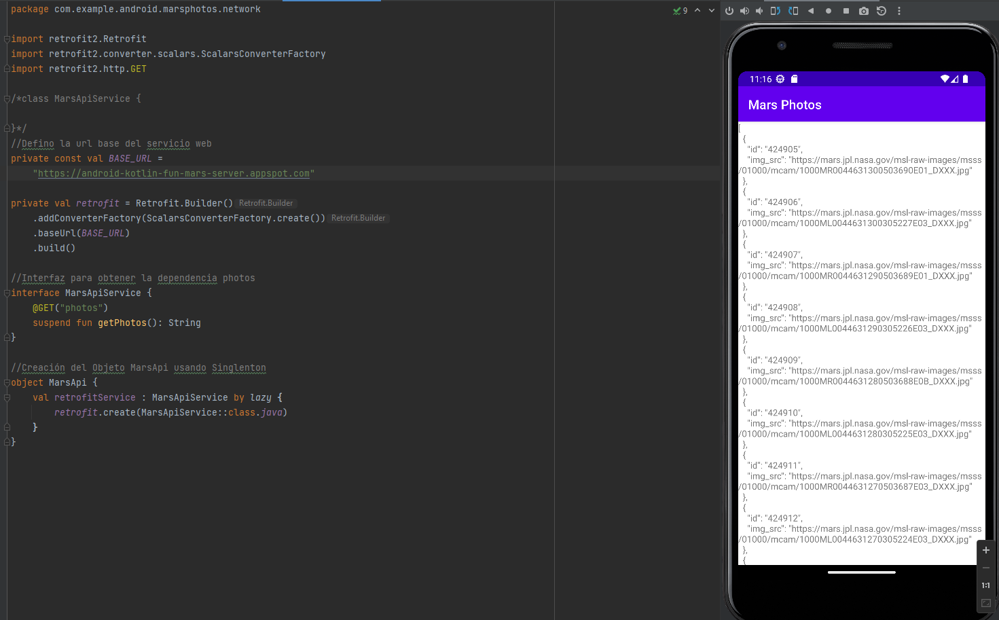 package com.example.android.marsphotos.network
9
import retrofit2.Retrofit
import retrofit2.converter.scalars.ScalarsConverterFactory
import retrofit2.http.GET
/*class MarsApiService {
}*/
//Defino la url base del servicio web
private const val BASE_URL =
"https://android-kotlin-fun-mars-server.appspot.com"
private val retrofit = Retrofit.Builder() Retrofit.Builder
.addConverterFactory(ScalarsConverterFactory.create()) Retrofit.Builder
.baseUrl(BASE_URL)
.build()
//Interfaz para obtener la dependencia photos
interface MarsApiService {
@GET("photos")
suspend fun getPhotos(): String
}
//Creación del Objeto MarsApi usando Singlenton
object MarsApi {
val retrofitService : MarsApiService by lazy {
retrofit.create(MarsApiService::class.java)
}
}
11:16
Mars Photos
[
{
"id": "424905",
"img_src": "https://mars.jpl.nasa.gov/msl-raw-images/msss
/01000/mcam/1000MR0044631300503690E01_DXXX.jpg"
},
{
"id": "424906",
"img_src": "https://mars.jpl.nasa.gov/msl-raw-images/msss
/01000/mcam/1000ML0044631300305227E03_DXXX.jpg"
},
{
"id": "424907",
"img_src": "https://mars.jpl.nasa.gov/msl-raw-images/msss
/01000/mcam/1000MR0044631290503689E01_DXXX.jpg"
},
{
"id": "424908",
"img_src": "https://mars.jpl.nasa.gov/msl-raw-images/msss
/01000/mcam/1000ML0044631290305226E03_DXXX.jpg"
},
{
"id": "424909",
"img_src": "https://mars.jpl.nasa.gov/msl-raw-images/msss
/01000/mcam/1000MR0044631280503688E0B_DXXX.jpg"
},
{
"id": "424910",
"img_src": "https://mars.jpl.nasa.gov/msl-raw-images/msss
/01000/mcam/1000ML0044631280305225E03_DXXX.jpg"
},
{
"id": "424911",
"img_src": "https://mars.jpl.nasa.gov/msl-raw-images/msss
/01000/mcam/1000MR0044631270503687E03_DXXX.jpg"
},
{
"id": "424912",
"img_src": "https://mars.jpl.nasa.gov/msl-raw-images/msss
/01000/mcam/1000ML0044631270305224E03_DXXX.jpg"
},
{
1:1